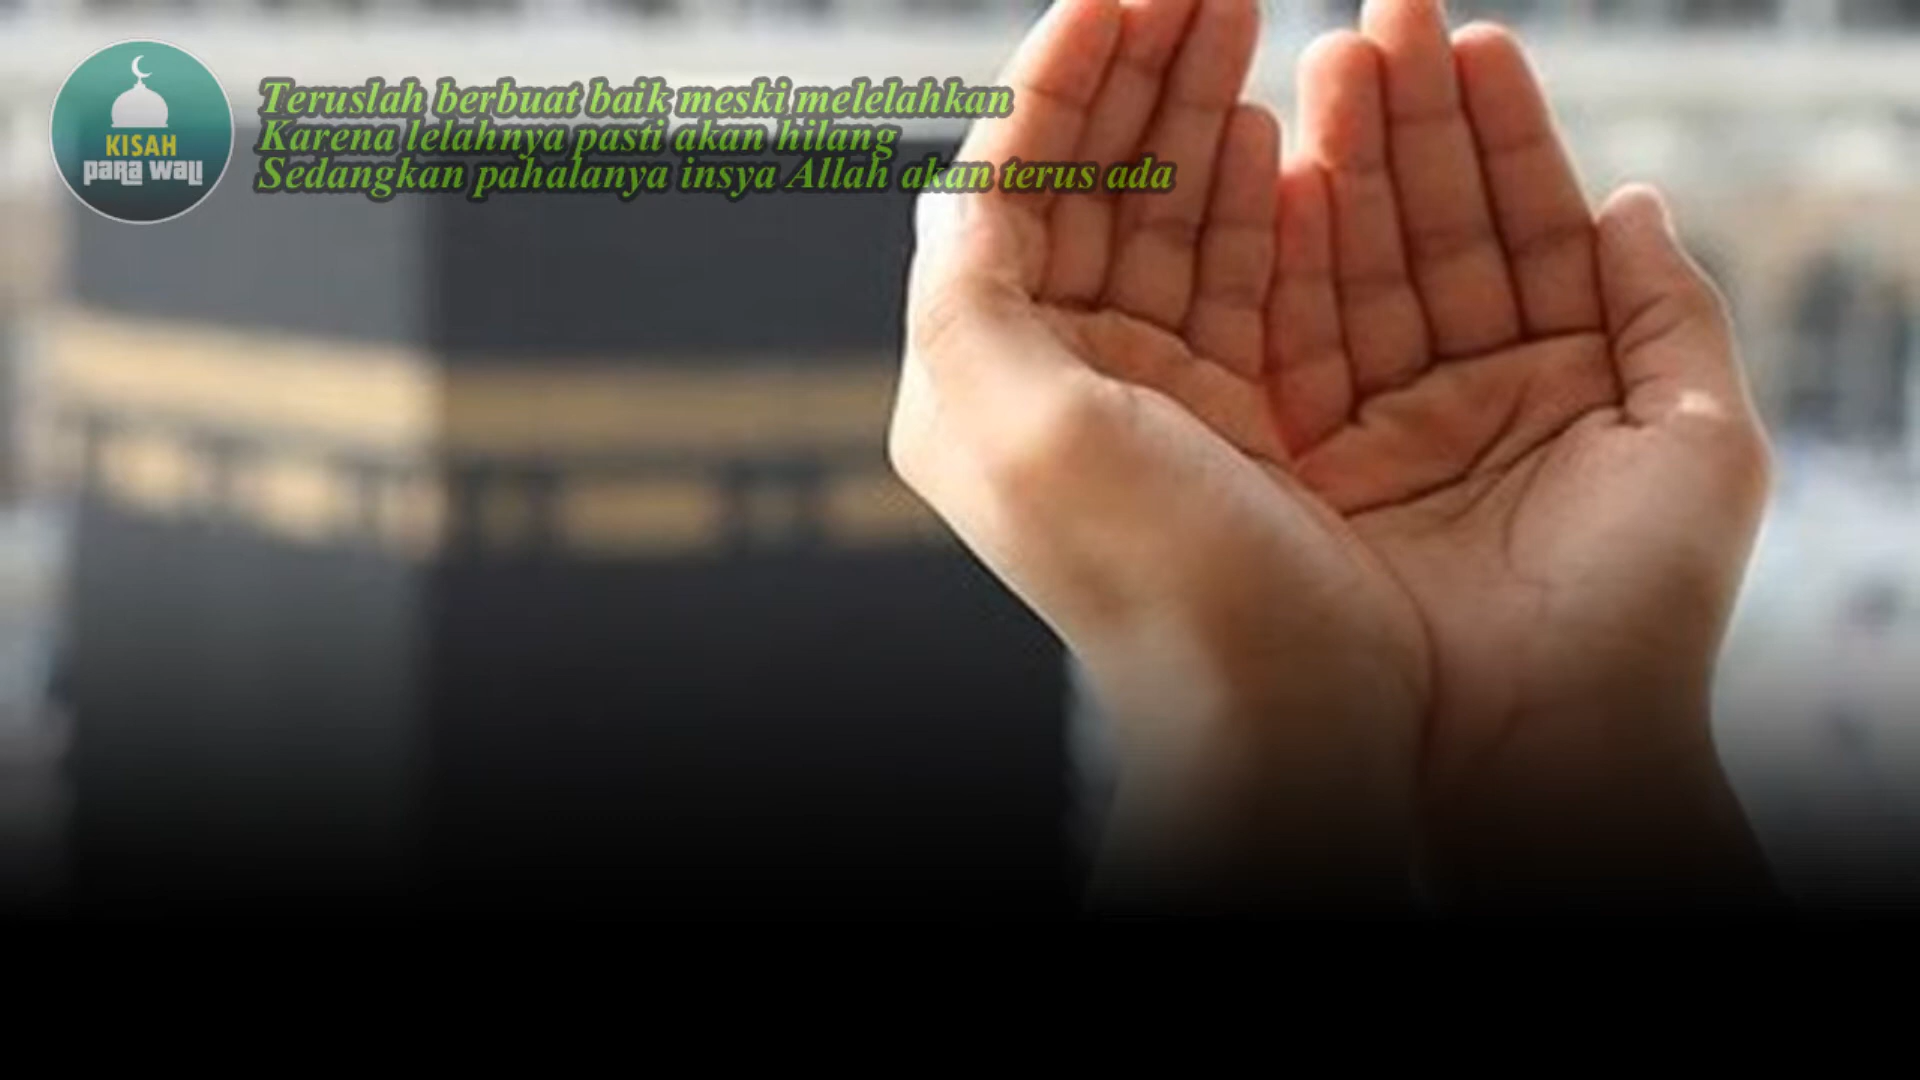 KISAH
PARA WALI
Teruslah berbuat baik meski melelahkan
Karena lelahnya pasti akan hilang
Sedangkan pahalanya insya Allah akan terus ada